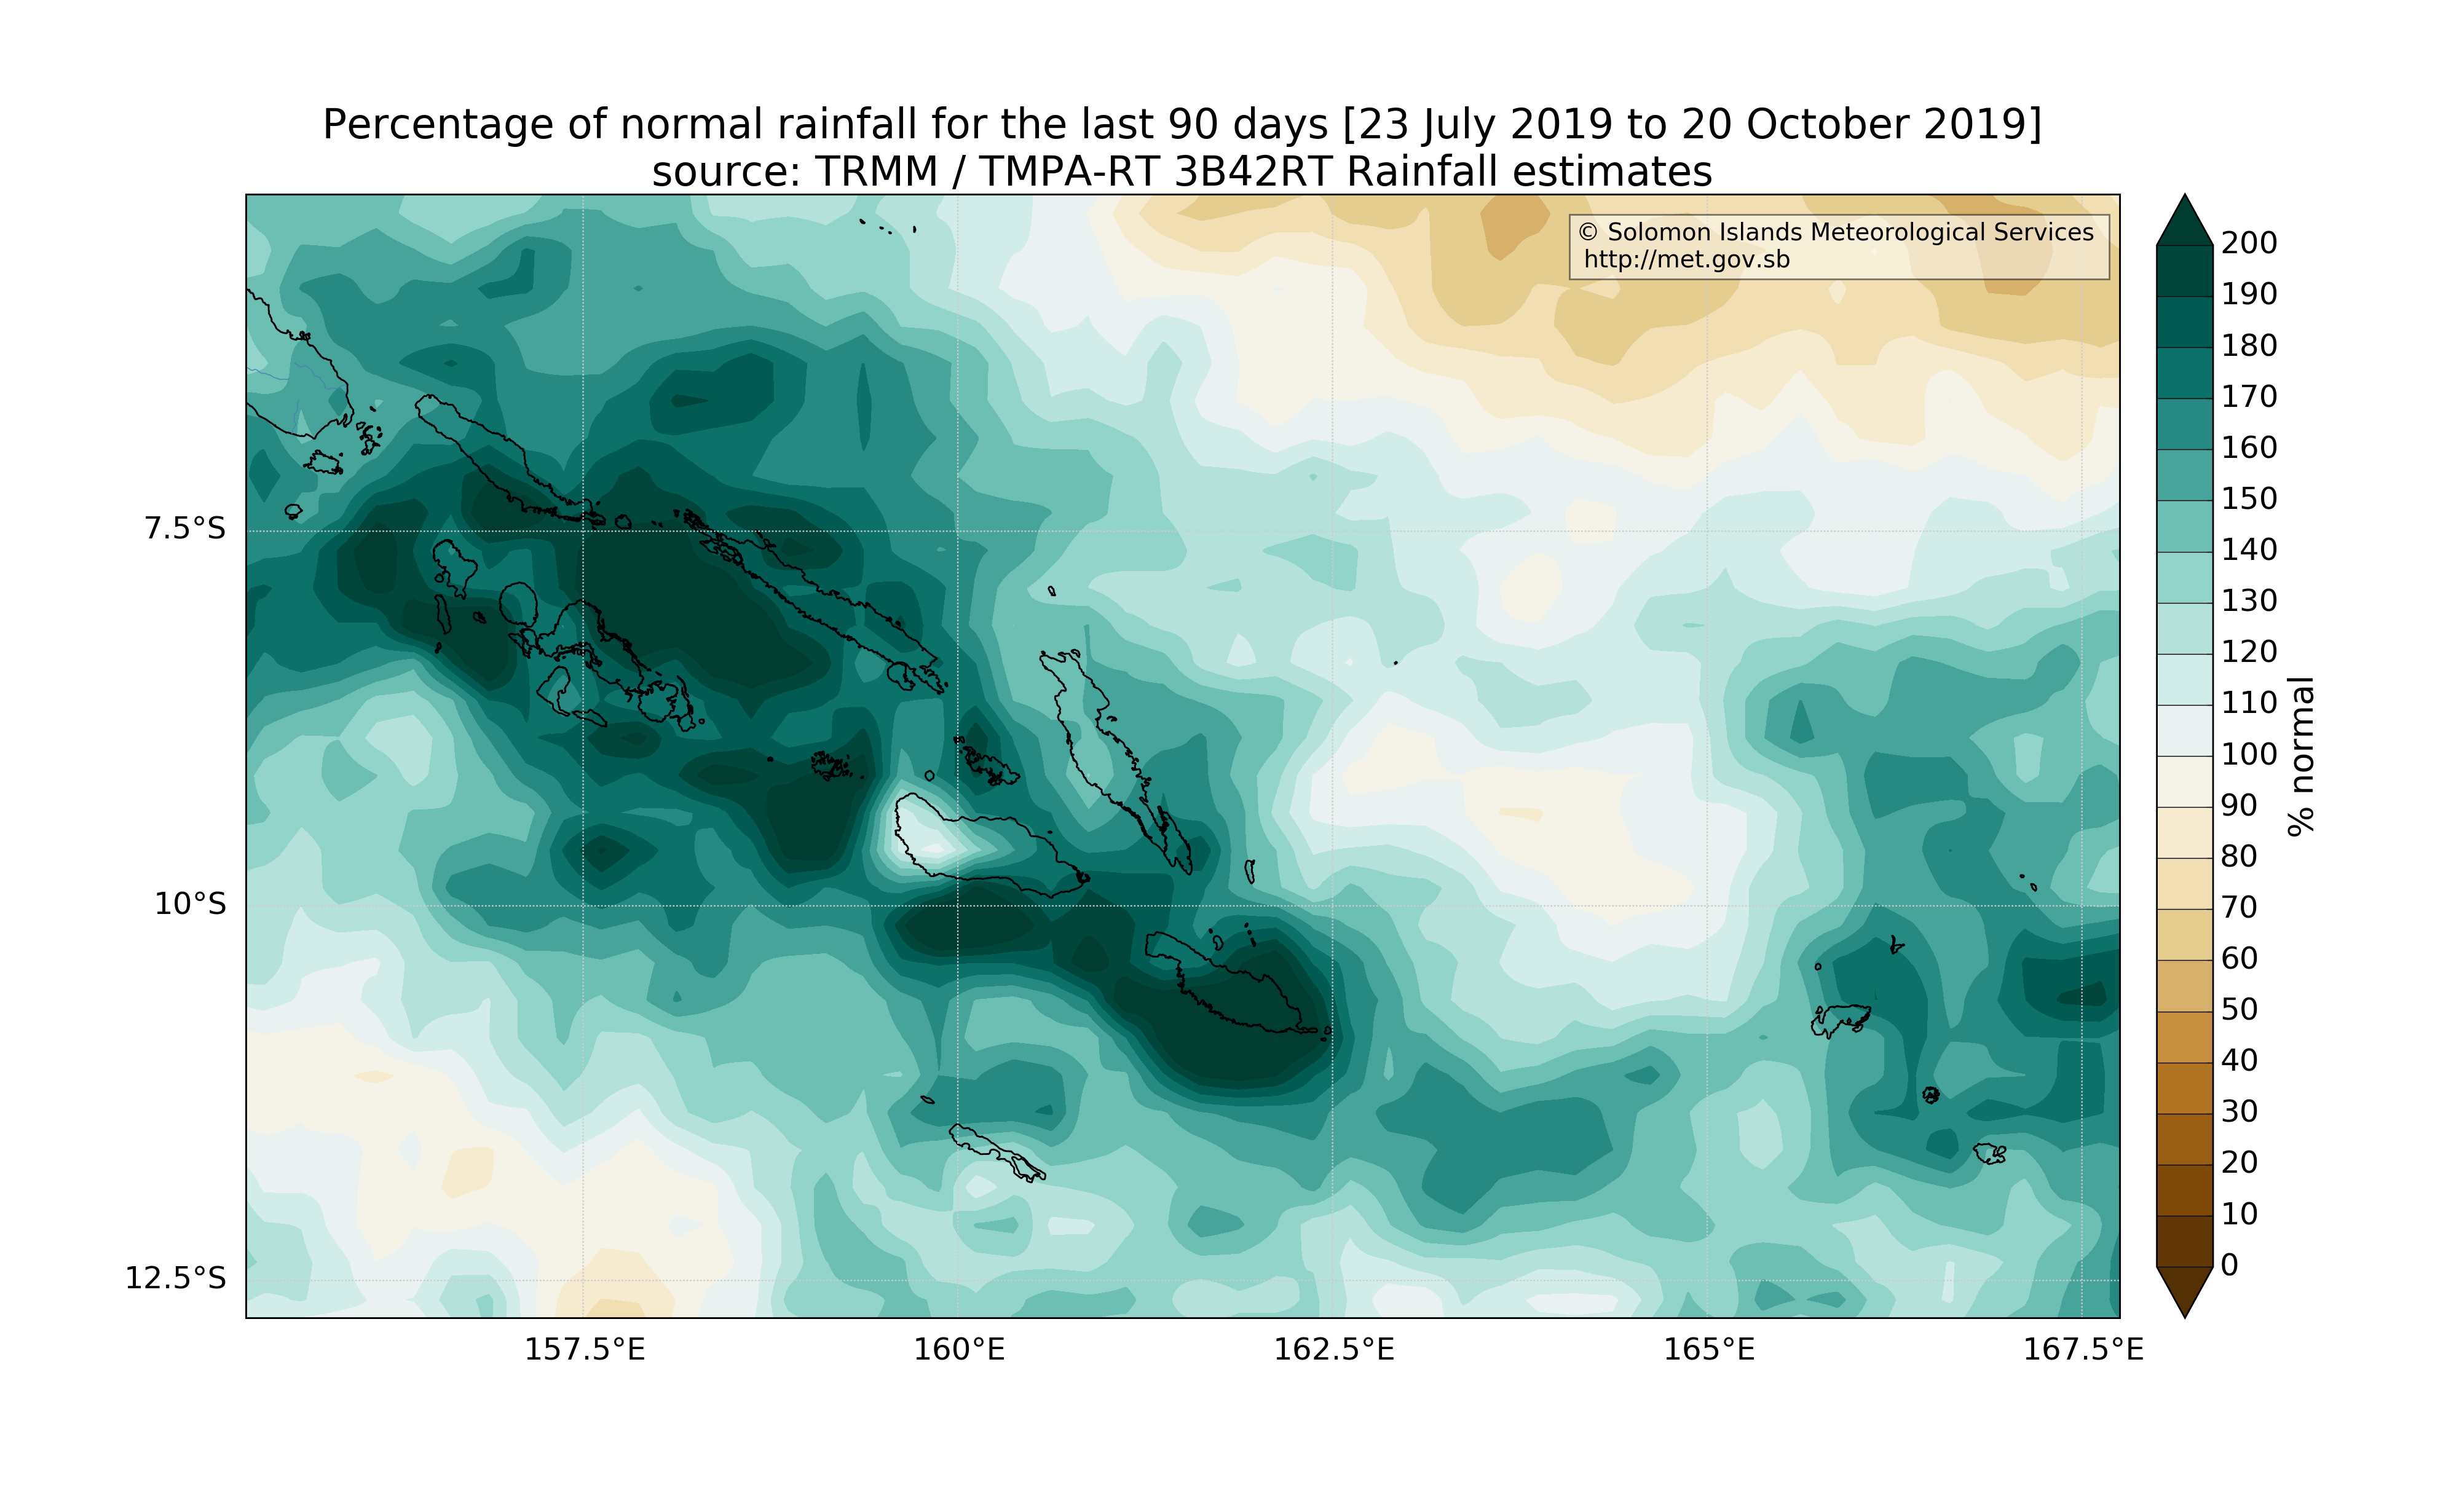 Percentage of normal rainfall for the last 90 days [23 July 2019 to 20 October 2019]
source: TRMM / TMPA-RT 3B42RT Rainfall estimates
© Solomon Islands Meteorological Services
http://met.gov.sb
7.5°S
10°S
12.5°S
157.5°E
160°E
162.5°E
165°E
167.5°E
200
190
180
170
160
150
140
130
120
110
100
90
80
70
60
50
40
30
20
10
0
% normal